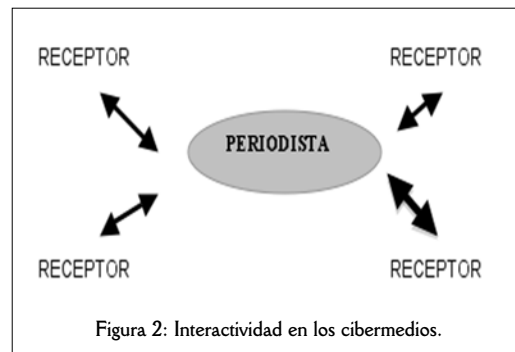 RECEPTOR RECEPTOR
PERIODISTA
RECEPTOR RECEPTOR
Figura 2: Interactividad en los cibermedios.